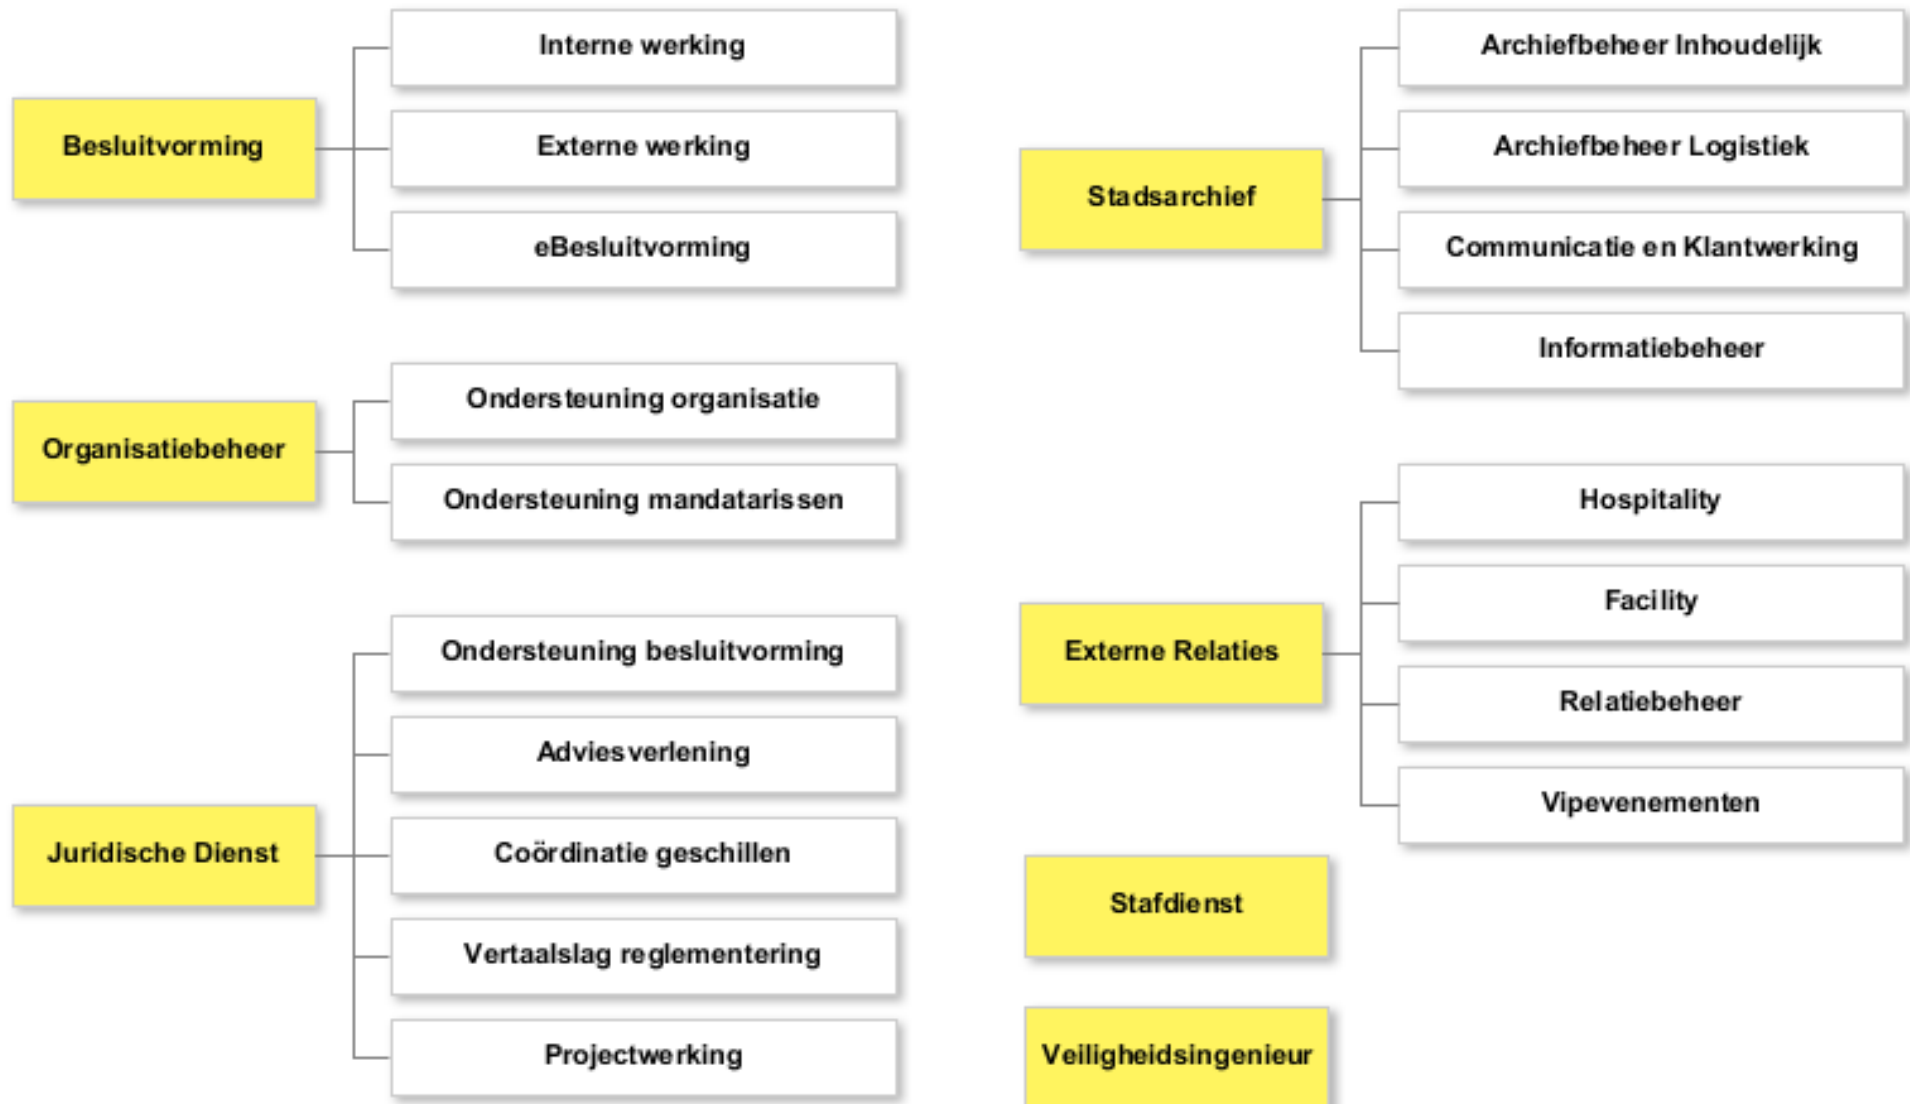 Besluitvorming
Interne werking
Externe werking
eBesluitvorming
Organisatiebeheer
Ondersteuning organisatie
Ondersteuning mandatarissen
Juridische Dienst
Ondersteuning besluitvorming
Adviesverlening
Coördinatie geschillen
Vertaalslag reglementering
Projectwerking
Stadsarchief
Archiefbeheer Inhoudelijk
Archiefbeheer Logistiek
Communicatie en Klantwerking
Informatiebeheer
Externe Relaties
Hospitality
Facility
Relatiebeheer
Vipevenementen
Stafdienst
Veiligheidsingenieur